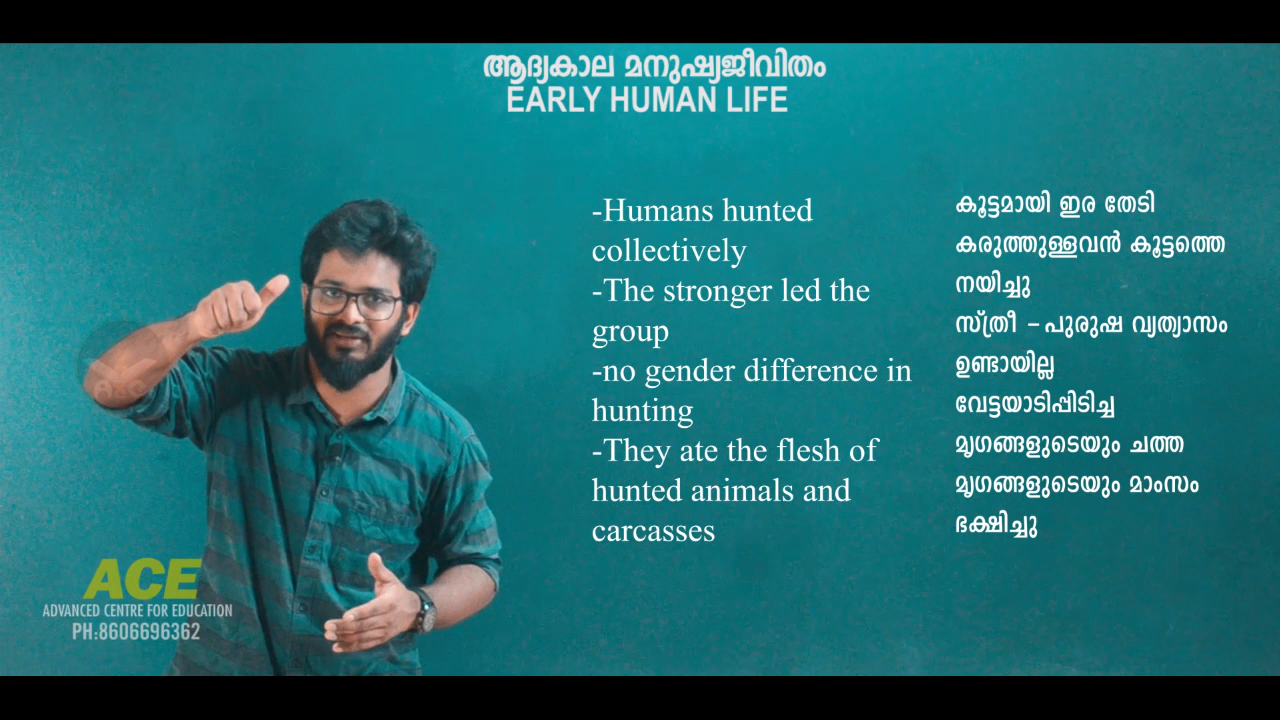 ആദ്യകാല മനുഷ്യജീവിതം
EARLY HUMAN LIFE
-Humans hunted
collectively
-The stronger led the
group
-no gender difference in
hunting
-They ate the flesh of
hunted animals and
carcasses
കൂട്ടമായി ഇര തേടി
കരുത്തുള്ളവൻ കൂട്ടത്തെ
നയിച്ചു
സ്ത്രീ – പുരുഷ വ്യത്യാസം
ഉണ്ടായില്ല
വേട്ടയാടിപ്പിടിച്ച
മൃഗങ്ങളുടെയും ചത്ത
മൃഗങ്ങളുടെയും മാംസം
ഭക്ഷിച്ചു
ACE
ADVANCED CENTRE FOR EDUCATION
PH:8606696362